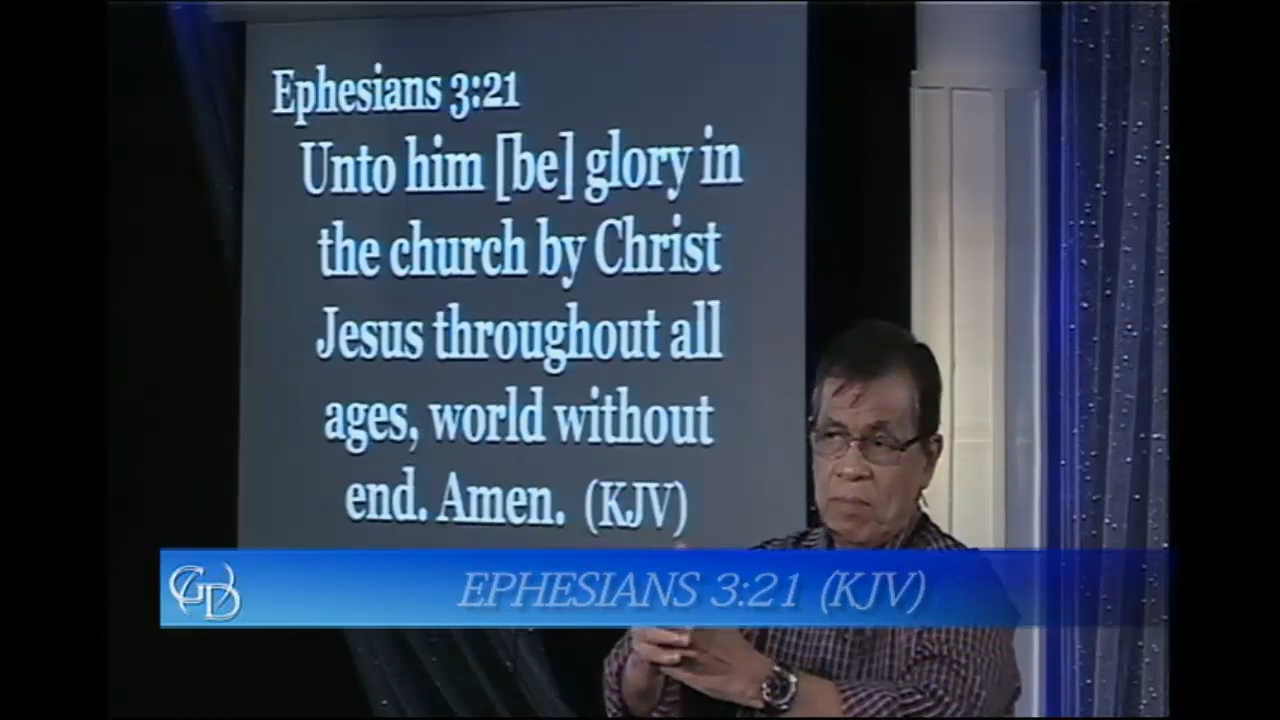 Ephesians 3:21
Unto him [be] glory in
the church by Christ
Jesus throughout all
ages, world without
end. Amen. (KJV)
GD EPHESIANS 3:21 (KJV)